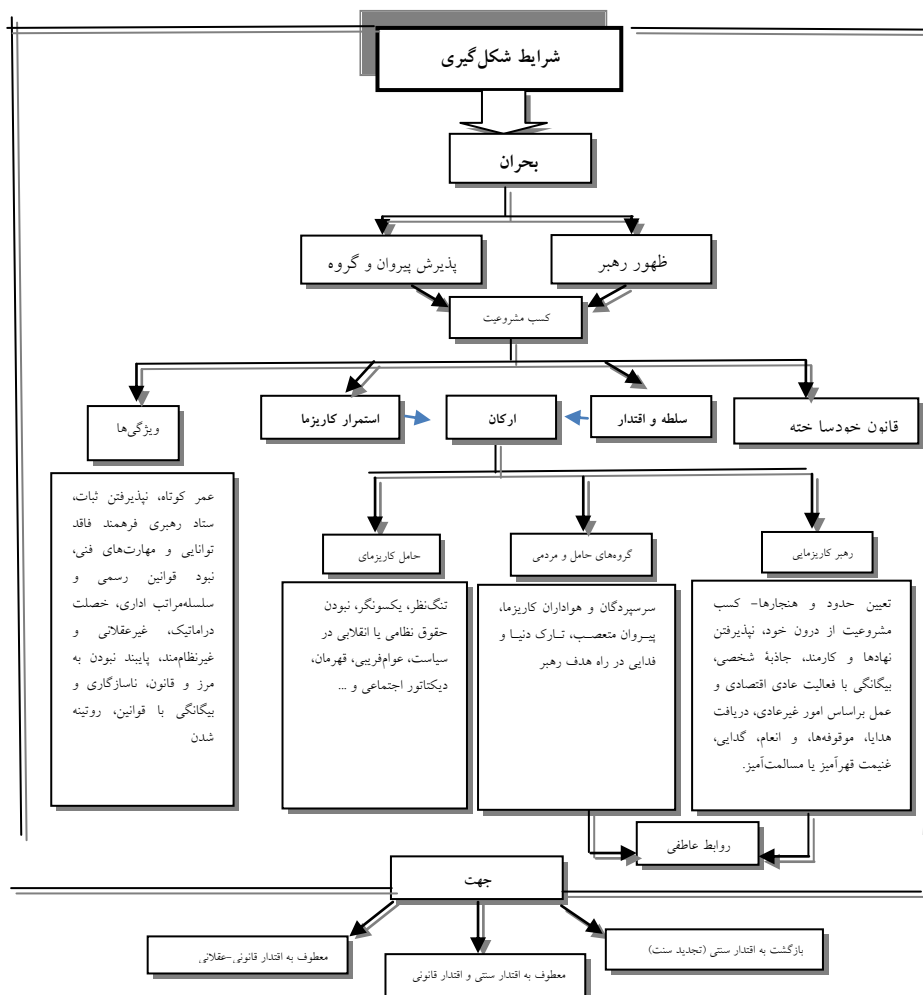 شرایط شکل‌گیری
بحران
ظهور رهبر
پذیرش پیروان و گروه
کسب مشروعیت
قانون خودسا خته
سلطه و اقتدار
ارکان
استمرار کاریزما
ویژگی‌ها
رهبر کاریزمایی
گروه‌های حامل و مردمی
حامل کاریزمای
تعیین حدود و هنجارها- کسب
مشروعیت از درون خود، نپذیرفتن
نهادها و کارمند، جاذبۀ شخصی،
بیگانگی با فعالیت عادی اقتصادی و
عمل براساس امور غیرعادی، دریافت
هدایا، موقوفه‌ها، و انعام، گدایی،
غنیمت قهرآمیز یا مسالمت‌آمیز.
سرسپردگان و هواداران کاریزما،
پیـروان متعصـب، تـارک دنیـا و
فدایی در راه هدف رهبر
تنگ‌نظر، یکسونگر، نبودن
حقوق نظامی یا انقلابی در
سیاست، عوام‌فریبی، قهرمان،
دیکتاتور اجتماعی و ...
عمر کوتاه، نپذیرفتن ثبات،
ستاد رهبری فرهمند فاقد
توانایی و مهارت‌های فنی،
نبود قوانین رسمی و
سلسله‌مراتب اداری، خصلت
دراماتیک، غیرعقلانی و
غیرنظام‌مند، پایبند نبودن به
مرز و قانون، ناسازگاری و
بیگانگی با قوانین، روتینه
شدن
روابط عاطفی
جهت
بازگشت به اقتدار سنتی (تجدید سنت)
معطوف به اقتدار سنتی و اقتدار قانونی
معطوف به اقتدار قانونی-عقلانی